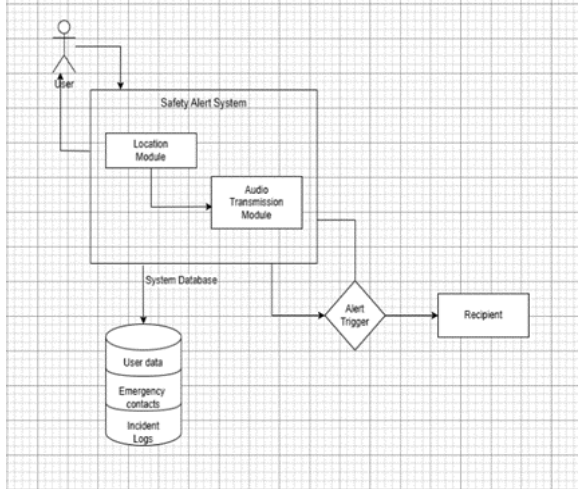 User
Safety Alert System
Location
Module
Audio
Transmission
Module
System Database
Alert
Trigger
Recipient
User data
Emergency
contacts
Incident
Logs